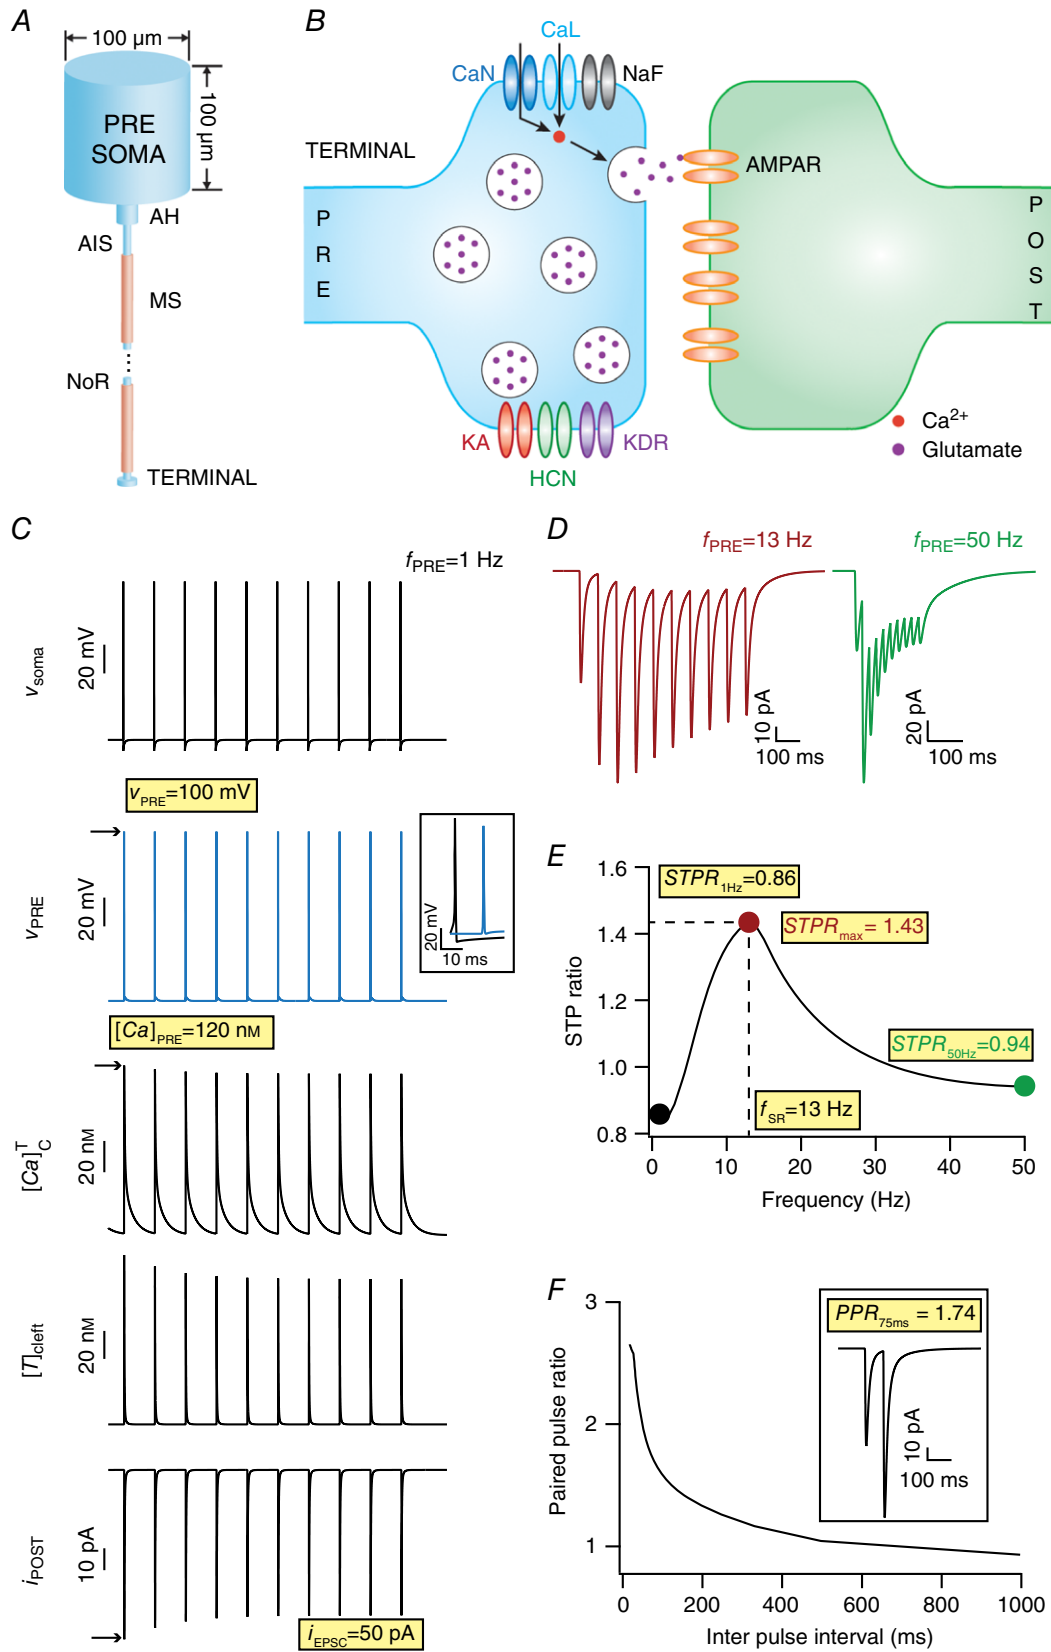 A
100 µm
100 µm
PRE
SOMA
AH
AIS
MS
NoR
TERMINAL
B
CaL
CaN
NaF
TERMINAL
AMPAR
P
R
E
P
O
S
T
KA
HCN
KDR
Ca2+
Glutamate
C
fPRE=1 Hz
vsoma
20 mV
vPRE=100 mV
vPRE
20 mV
20 mV
10 ms
[Ca]PRE=120 nM
[Ca]TC
20 nM
[T]cleft
20 nM
iPOST
10 pA
iEPSC=50 pA
D
fPRE=13 Hz
fPRE=50 Hz
10 pA
100 ms
20 pA
100 ms
E
STP ratio
1.6
1.4
1.2
1.0
0.8
STPR1Hz=0.86
STPRmax = 1.43
STPR50Hz=0.94
fSR=13 Hz
0 10 20 30 40 50
Frequency (Hz)
F
Paired pulse ratio
3
2
1
PPR75ms = 1.74
10 pA
100 ms
0 200 400 600 800 1000
Inter pulse interval (ms)